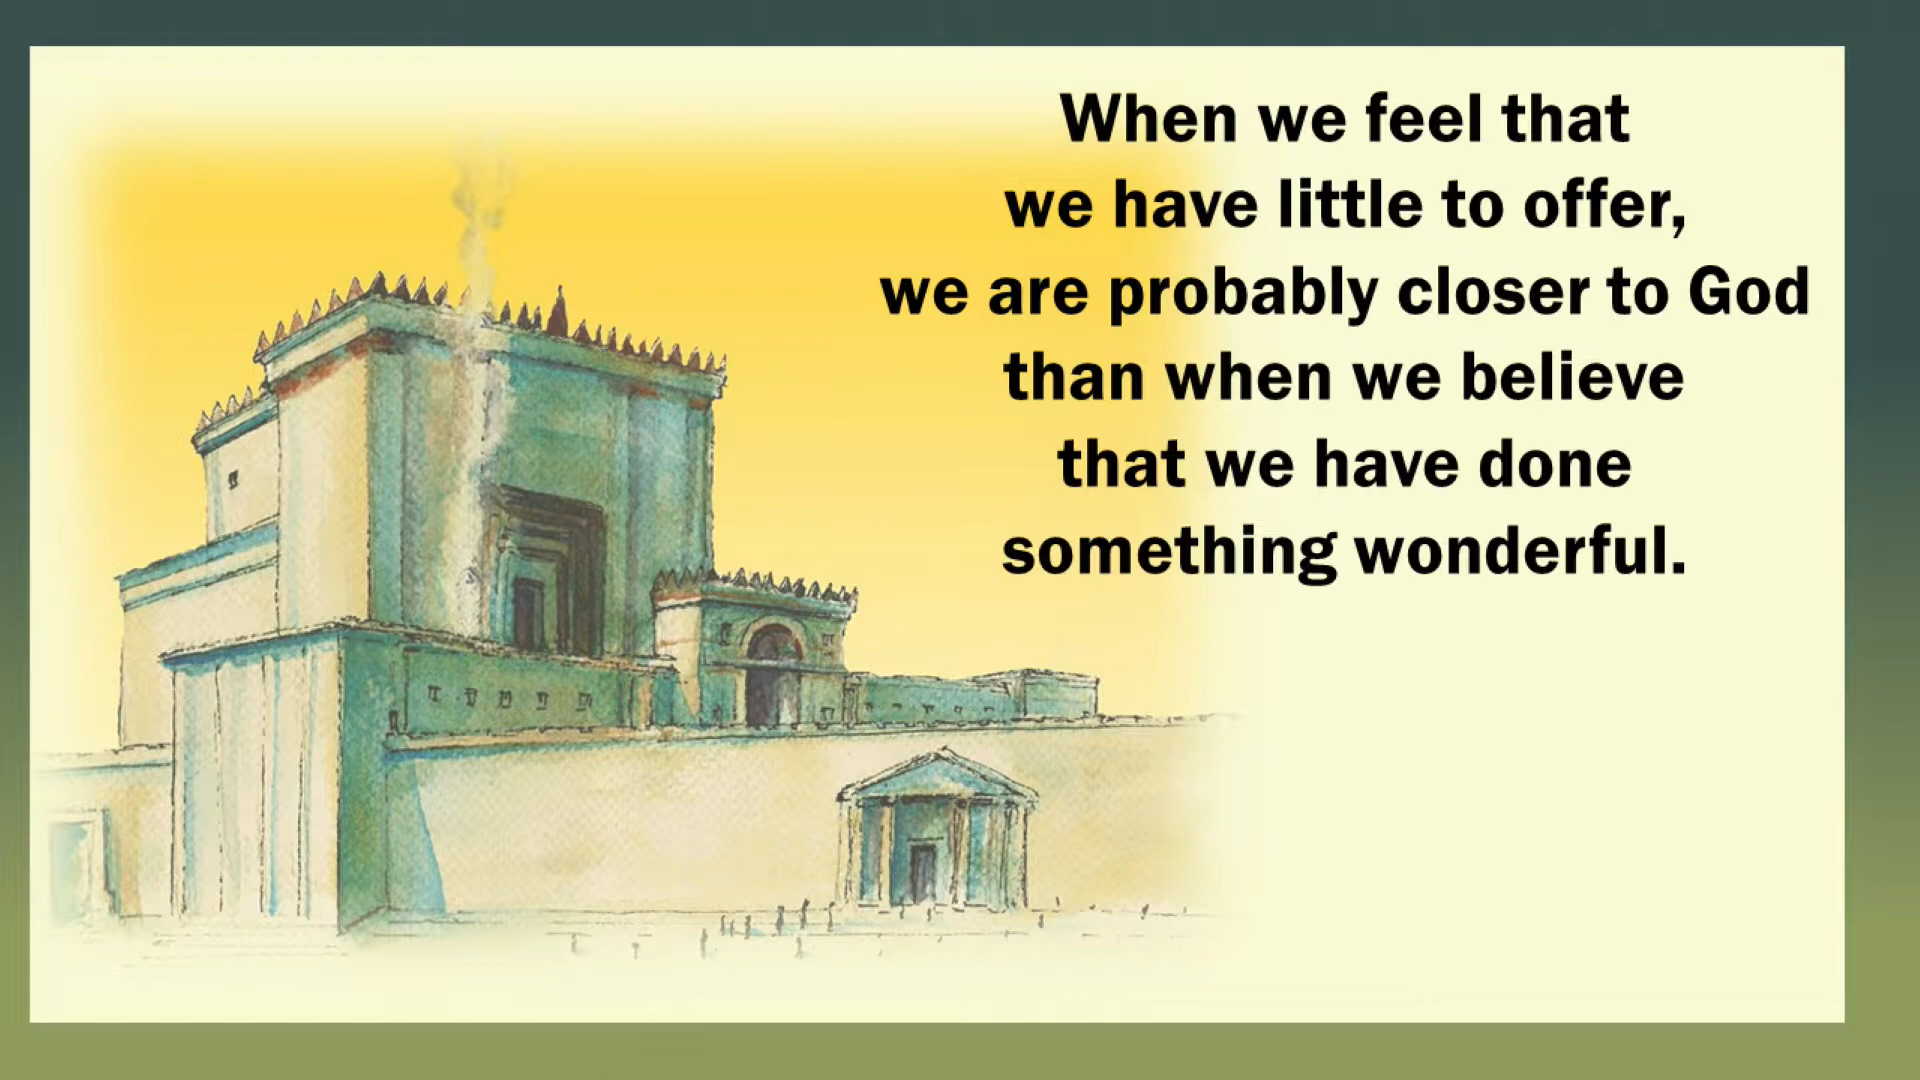 When we feel that
we have little to offer,
we are probably closer to God
than when we believe
that we have done
something wonderful.